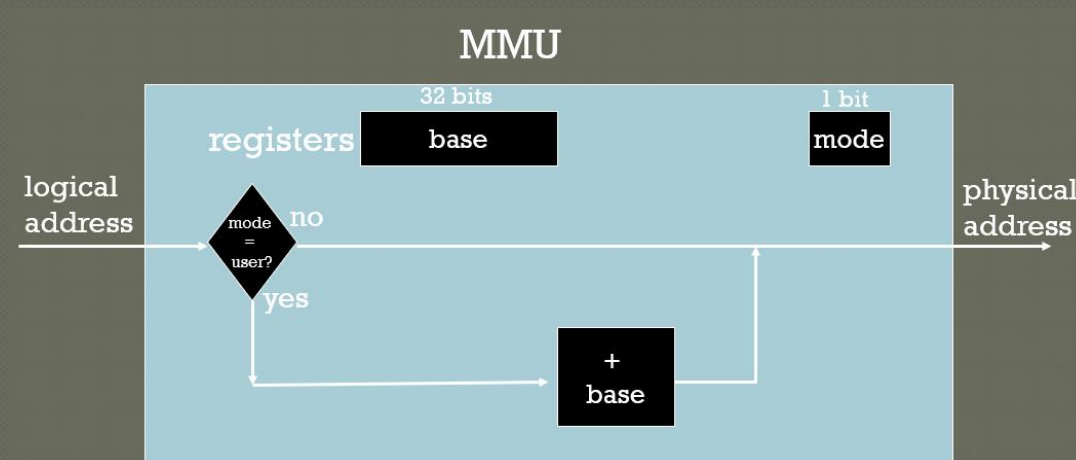 MMU
32 bits
1 bit
registers
base
mode
logical
address
physical
address
mode
=
user?
no
yes
+
base